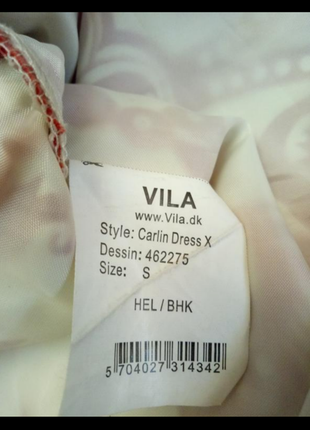 VILA
www.Vila.dk
Style: Carlin Dress X
Dessin: 462275
Size: S
HEL / BHK
5 704027 314342